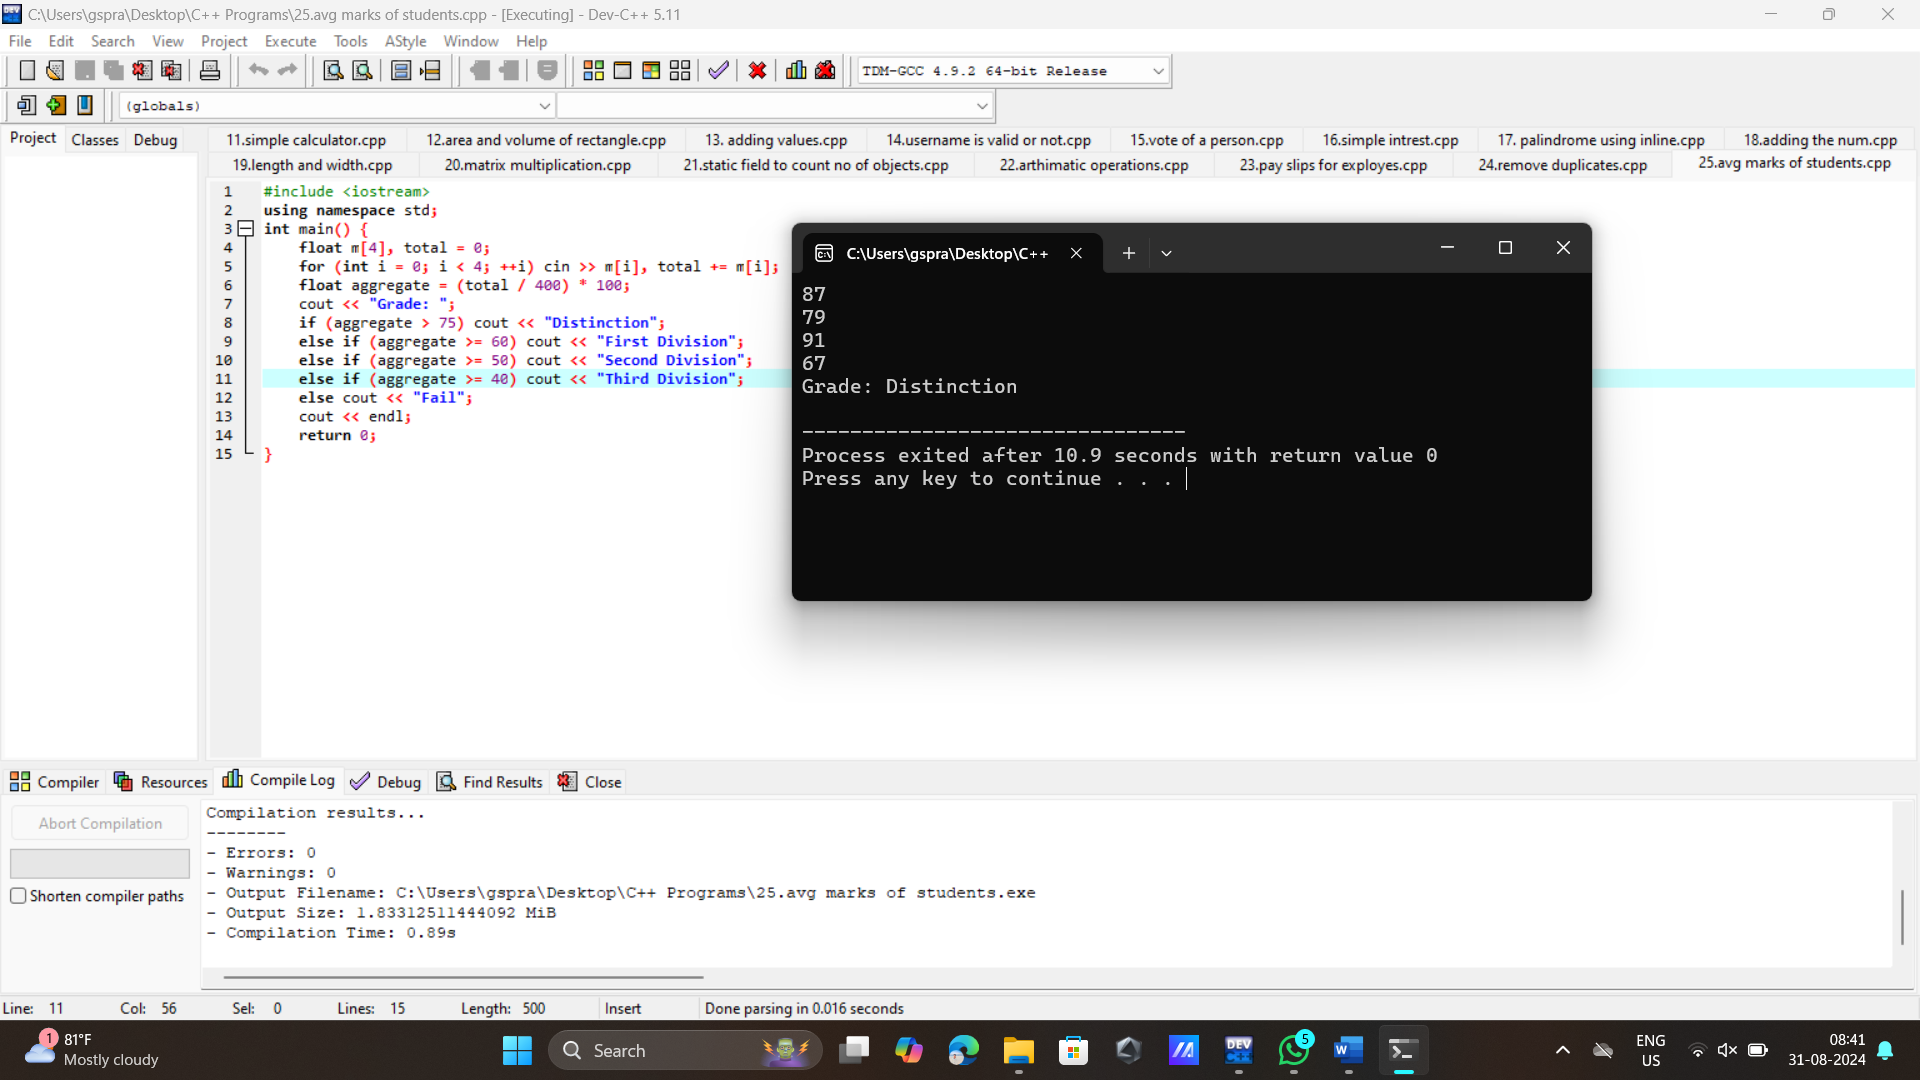 C:\Users\gspra\Desktop\C++ Programs\25.avg marks of students.cpp - [Executing] - Dev-C++ 5.11
File Edit Search View Project Execute Tools AStyle Window Help
TDM-GCC 4.9.2 64-bit Release
(globals)
Project Classes Debug
11.simple calculator.cpp 12.area and volume of rectangle.cpp 13. adding values.cpp 14.username is valid or not.cpp 15.vote of a person.cpp 16.simple intrest.cpp 17. palindrome using inline.cpp 18.adding the num.cpp
19.length and width.cpp 20.matrix multiplication.cpp 21.static field to count no of objects.cpp 22.arthimatic operations.cpp 23.pay slips for exployes.cpp 24.remove duplicates.cpp 25.avg marks of students.cpp
1 #include <iostream>
2 using namespace std;
3 int main() {
4 float m[4], total = 0;
5 for (int i = 0; i < 4; ++i) cin >> m[i], total += m[i];
6 float aggregate = (total / 400) * 100;
7 cout << "Grade: ";
8 if (aggregate > 75) cout << "Distinction";
9 else if (aggregate >= 60) cout << "First Division";
10 else if (aggregate >= 50) cout << "Second Division";
11 else if (aggregate >= 40) cout << "Third Division";
12 else cout << "Fail";
13 cout << endl;
14 return 0;
15 }
C:\Users\gspra\Desktop\C++
87
79
91
67
Grade: Distinction
--------------------------------
Process exited after 10.9 seconds with return value 0
Press any key to continue . . .
Compiler Resources Compile Log Debug Find Results Close
Abort Compilation
Shorten compiler paths
Compilation results...
--------
- Errors: 0
- Warnings: 0
- Output Filename: C:\Users\gspra\Desktop\C++ Programs\25.avg marks of students.exe
- Output Size: 1.83312511444092 MiB
- Compilation Time: 0.89s
Line: 11 Col: 56 Sel: 0 Lines: 15 Length: 500 Insert Done parsing in 0.016 seconds
1
81°F
Mostly cloudy
Search
DEV
C++
5
W
ENG
US
08:41
31-08-2024